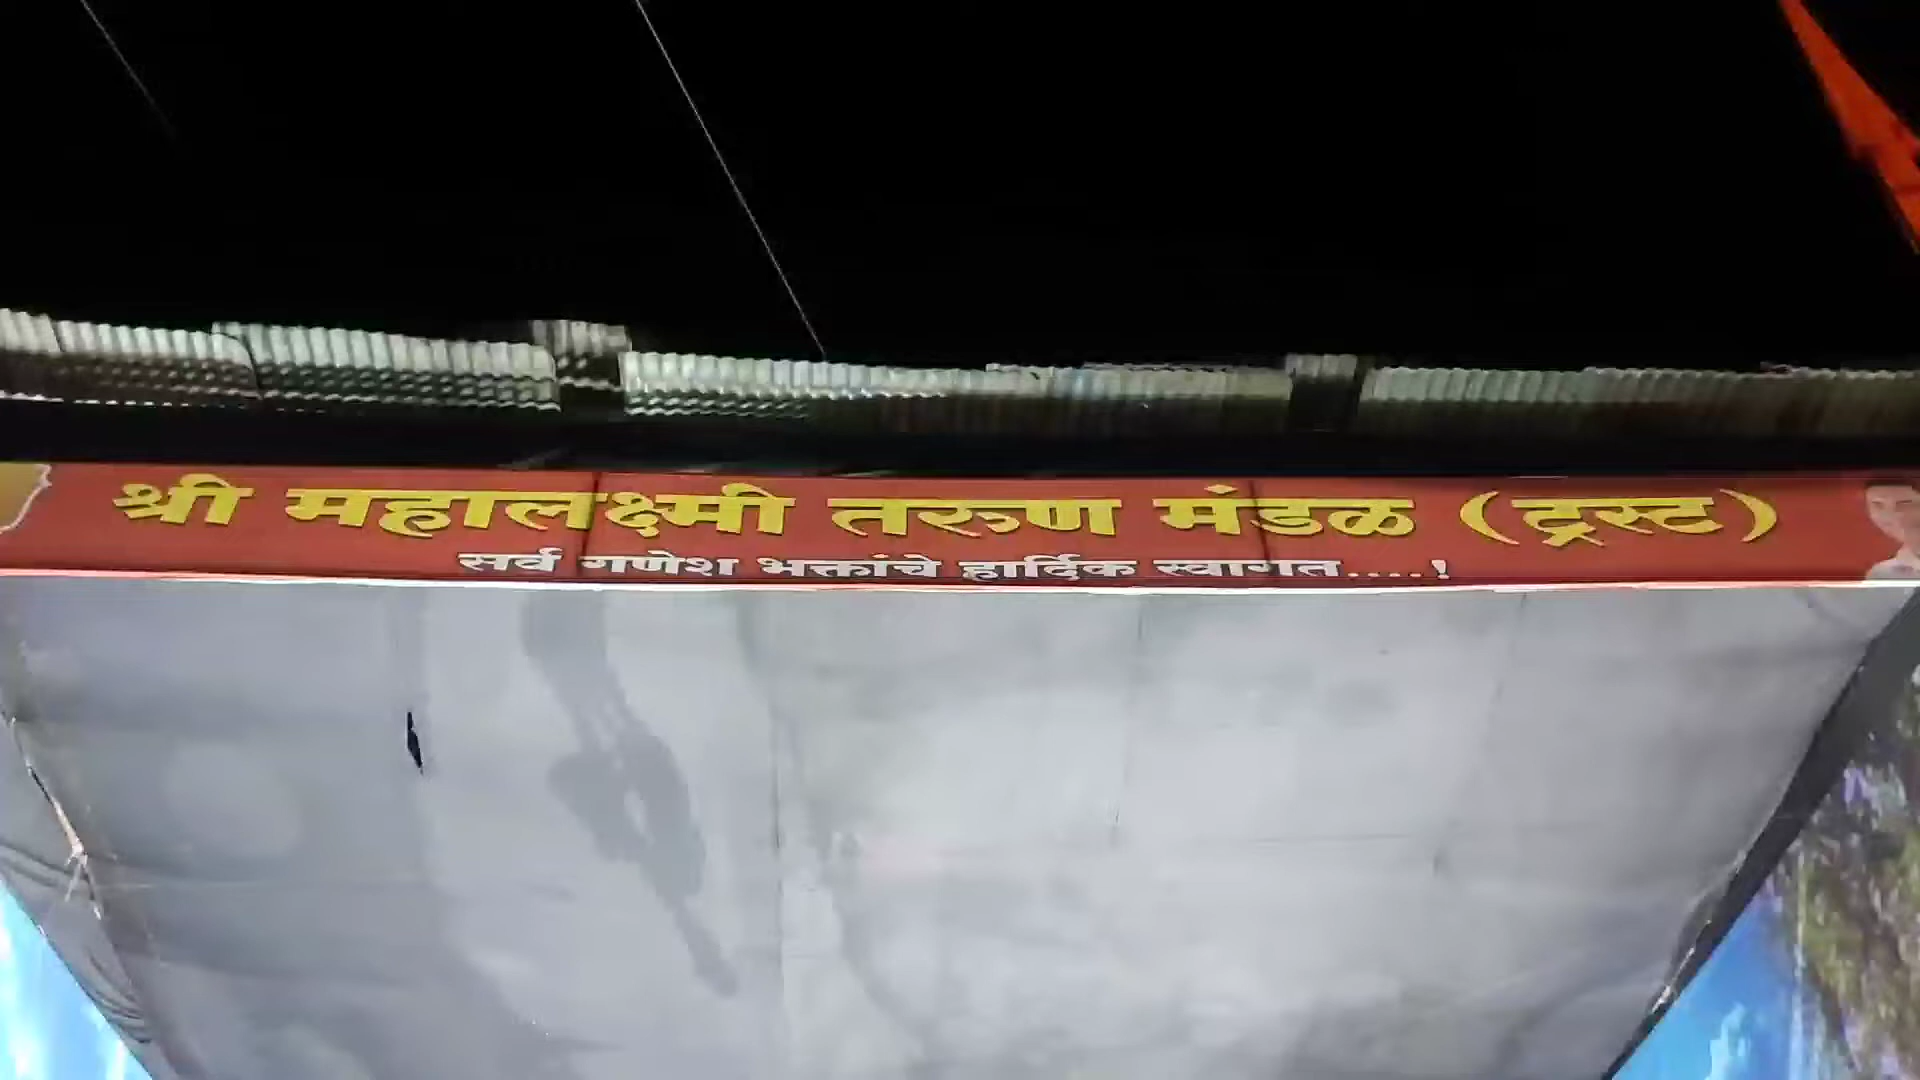 श्री महालक्ष्मी तरुण मंडळ (ट्रस्ट)
सर्व गणेश भक्तांचे हार्दिक स्वागत....!